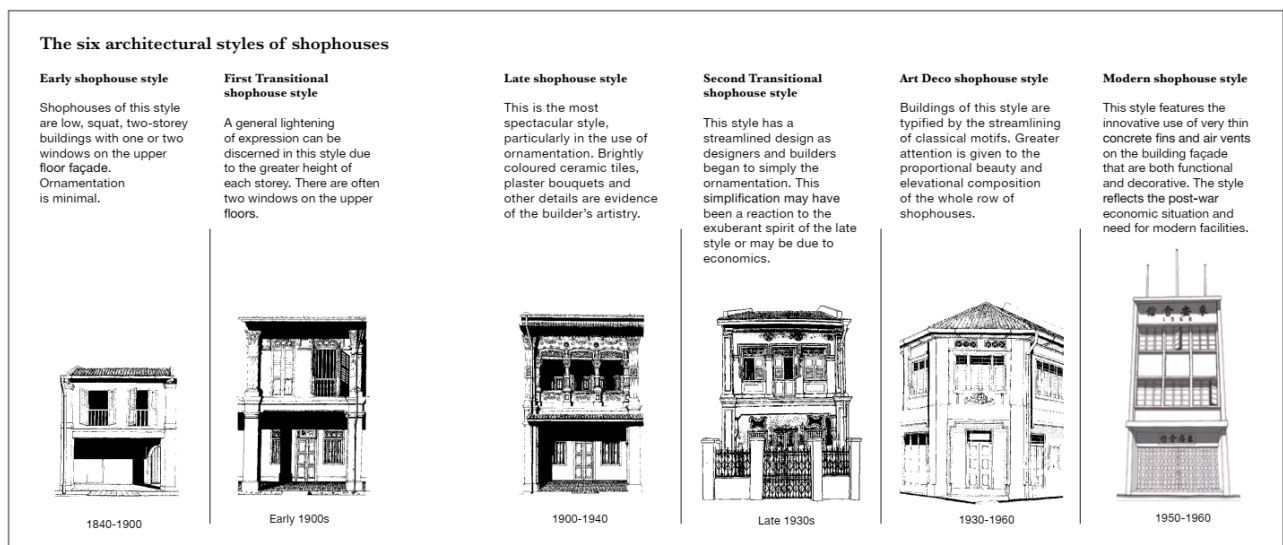 The six architectural styles of shophouses
Early shophouse style
Shophouses of this style
are low, squat, two-storey
buildings with one or two
windows on the upper
floor façade.
Ornamentation
is minimal.
1840-1900
First Transitional
shophouse style
A general lightening
of expression can be
discerned in this style due
to the greater height of
each storey. There are often
two windows on the upper
floors.
Early 1900s
Late shophouse style
This is the most
spectacular style,
particularly in the use of
ornamentation. Brightly
coloured ceramic tiles,
plaster bouquets and
other details are evidence
of the builder's artistry.
1900-1940
Second Transitional
shophouse style
This style has a
streamlined design as
designers and builders
began to simply the
ornamentation. This
simplification may have
been a reaction to the
exuberant spirit of the late
style or may be due to
economics.
Late 1930s
Art Deco shophouse style
Buildings of this style are
typified by the streamlining
of classical motifs. Greater
attention is given to the
proportional beauty and
elevational composition
of the whole row of
shophouses.
1930-1960
Modern shophouse style
This style features the
innovative use of very thin
concrete fins and air vents
on the building façade
that are both functional
and decorative. The style
reflects the post-war
economic situation and
need for modern facilities.
1950-1960